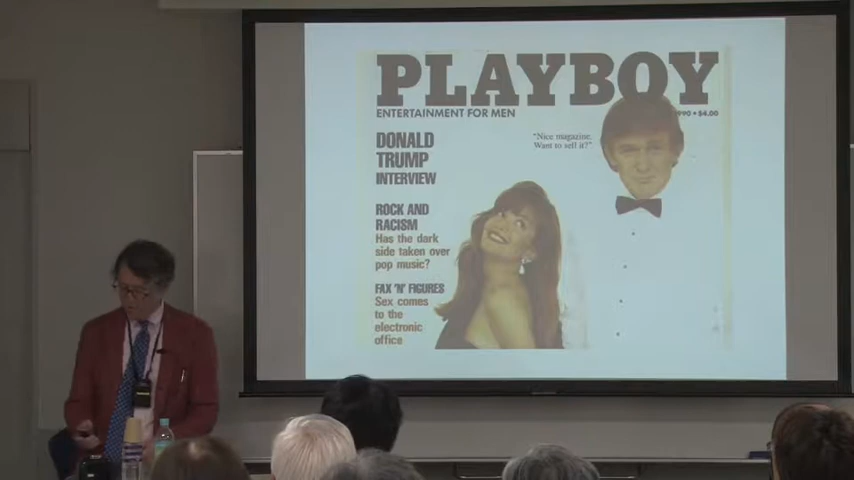 PLAYBOY
ENTERTAINMENT FOR MEN
990 • $4.00
DONALD
TRUMP
INTERVIEW
"Nice magazine.
Want to sell it?"
ROCK AND
RACISM
Has the dark
side taken over
pop music?
FAX 'N' FIGURES
Sex comes
to the
electronic
office